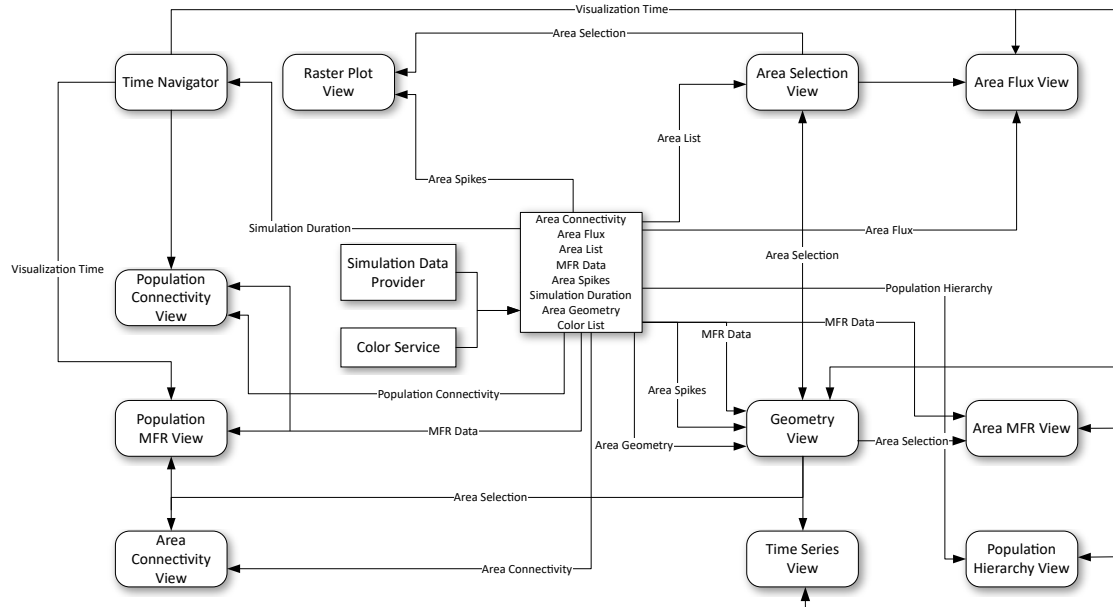 Visualization Time
Area Selection
Time Navigator
Raster Plot
View
Area Selection
View
Area Flux View
Area List
Area Spikes
Simulation Duration
Area Connectivity
Area Flux
Area List
MFR Data
Area Spikes
Simulation Duration
Area Geometry
Color List
Area Flux
Visualization Time
Simulation Data
Provider
Area Selection
Population
Connectivity
View
Population Hierarchy
Color Service
MFR Data
MFR Data
Population Connectivity
Area Spikes
Population
MFR View
MFR Data
Area Geometry
Geometry
View
Area Selection
Area MFR View
Area Selection
Area
Connectivity
View
Area Connectivity
Time Series
View
Population
Hierarchy View